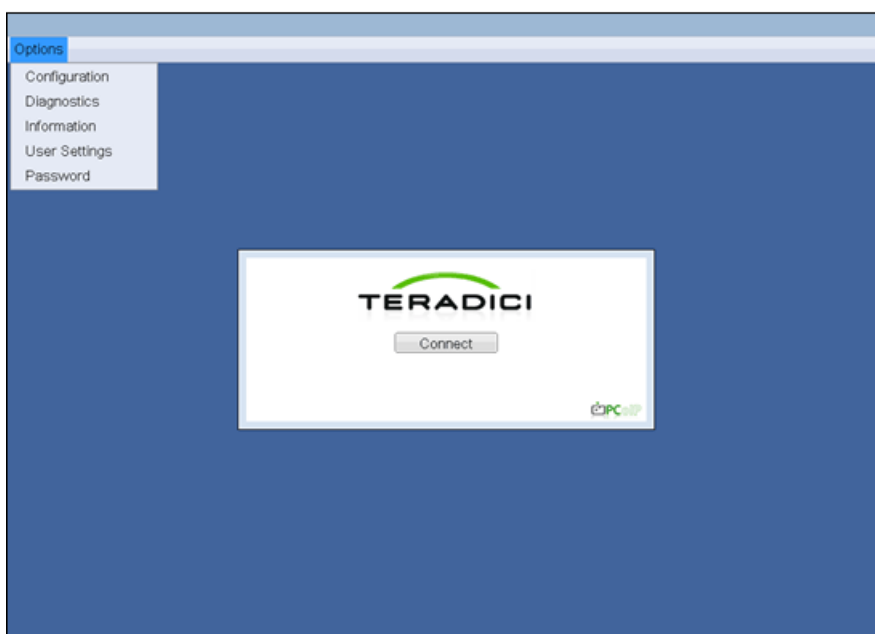 Options
Configuration
Diagnostics
Information
User Settings
Password
TERADICI
Connect
PCoIP